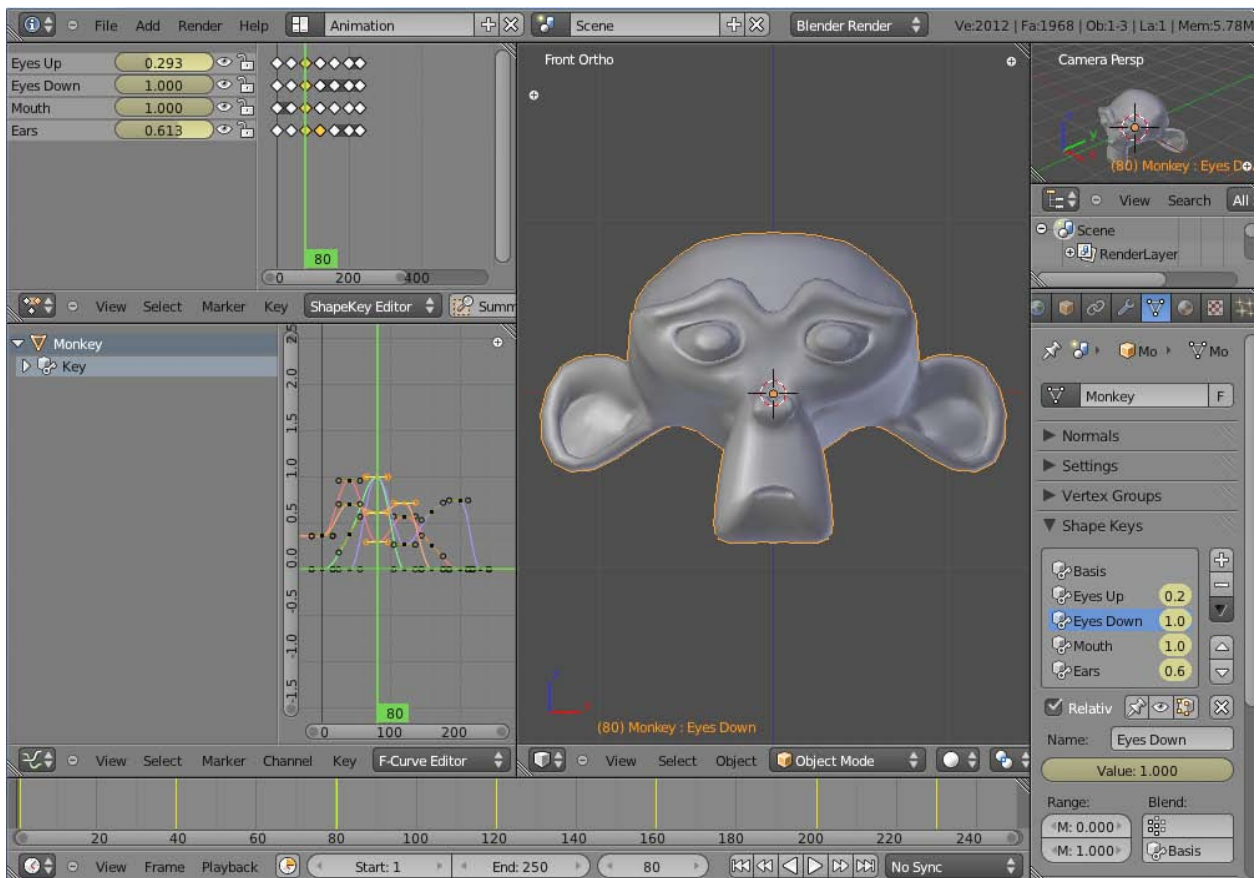 File Add Render Help Animation Scene Blender Render Ve:2012 | Fa:1968 | Ob:1-3 | La:1 | Mem:5.78M
Eyes Up 0.293
Eyes Down 1.000
Mouth 1.000
Ears 0.613
80
0 200 400
View Select Marker Key ShapeKey Editor Summ
Monkey
Key
2.5
2.0
1.5
1.0
0.5
0.0
-0.5
-1.0
-1.5
80
0 100 200
View Select Marker Channel Key F-Curve Editor
Front Ortho
(80) Monkey : Eyes Down
View Select Object Object Mode
Camera Persp
(80) Monkey : Eyes Do
View Search All
Scene
RenderLayer
Mo Mo
Monkey F
Normals
Settings
Vertex Groups
Shape Keys
Basis
Eyes Up 0.2
Eyes Down 1.0
Mouth 1.0
Ears 0.6
Relativ
Name: Eyes Down
Value: 1.000
Range: Blend:
M: 0.000
M: 1.000 Basis
20 40 60 80 100 120 140 160 180 200 220 240
View Frame Playback Start: 1 End: 250 80 No Sync